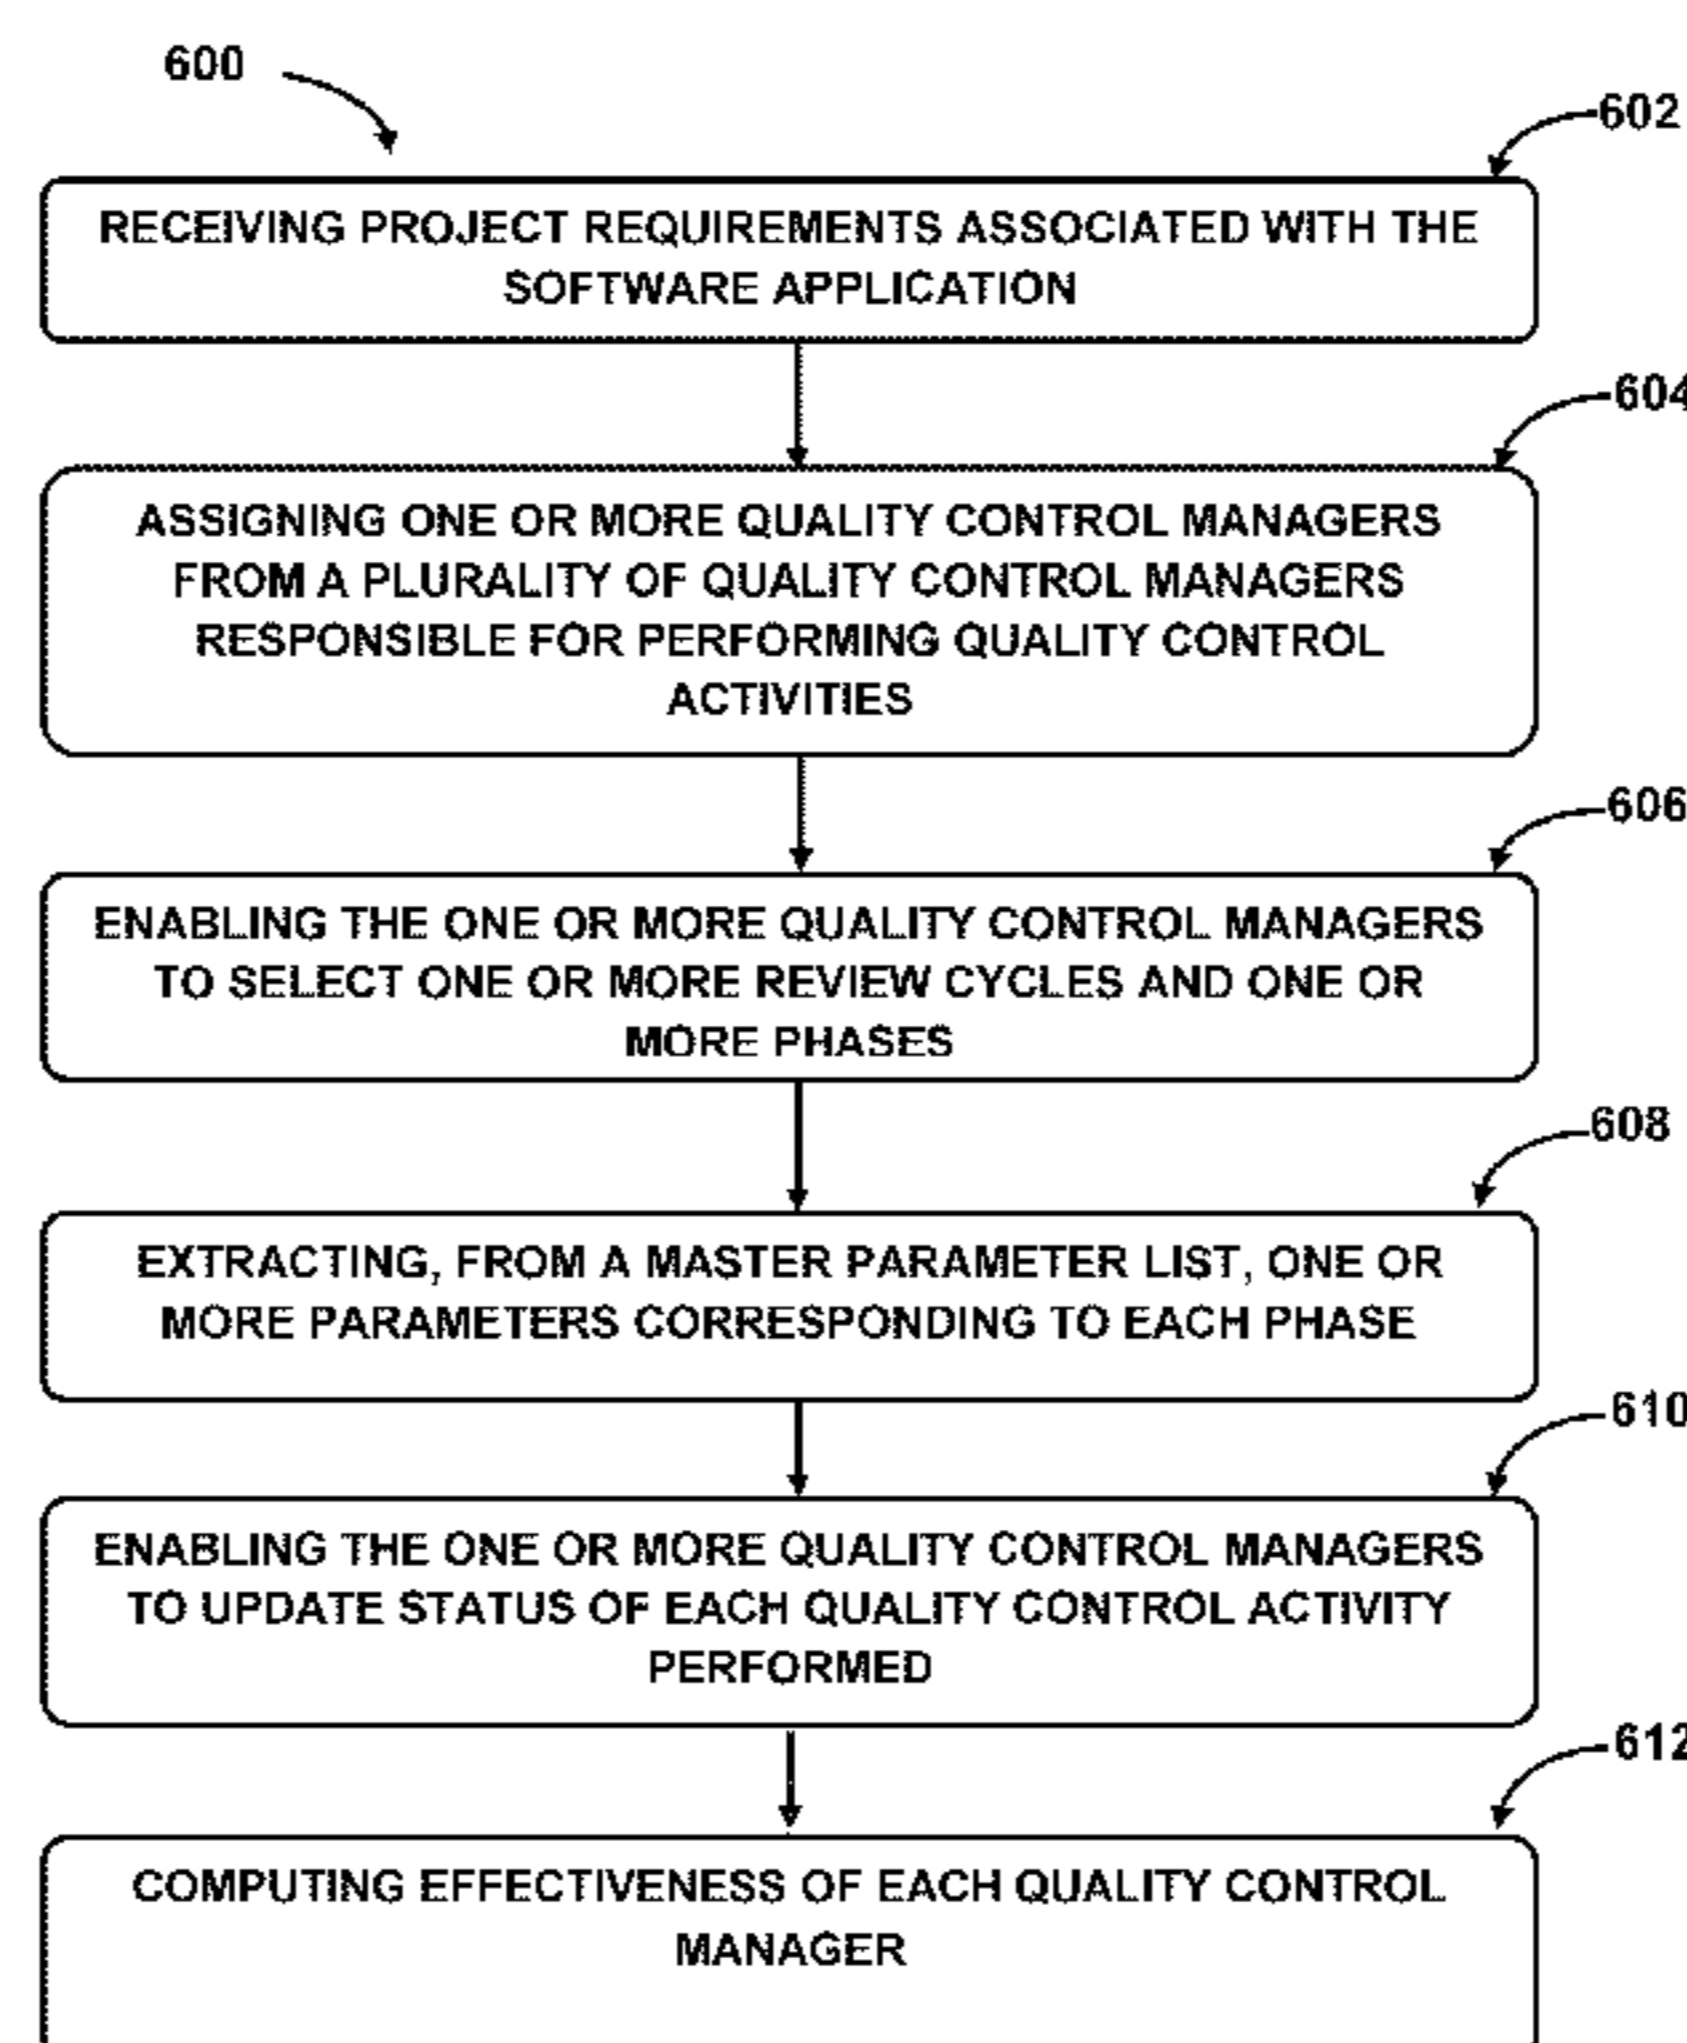 600
602
RECEIVING PROJECT REQUIREMENTS ASSOCIATED WITH THE
SOFTWARE APPLICATION
604
ASSIGNING ONE OR MORE QUALITY CONTROL MANAGERS
FROM A PLURALITY OF QUALITY CONTROL MANAGERS
RESPONSIBLE FOR PERFORMING QUALITY CONTROL
ACTIVITIES
606
ENABLING THE ONE OR MORE QUALITY CONTROL MANAGERS
TO SELECT ONE OR MORE REVIEW CYCLES AND ONE OR
MORE PHASES
608
EXTRACTING, FROM A MASTER PARAMETER LIST, ONE OR
MORE PARAMETERS CORRESPONDING TO EACH PHASE
610
ENABLING THE ONE OR MORE QUALITY CONTROL MANAGERS
TO UPDATE STATUS OF EACH QUALITY CONTROL ACTIVITY
PERFORMED
612
COMPUTING EFFECTIVENESS OF EACH QUALITY CONTROL
MANAGER